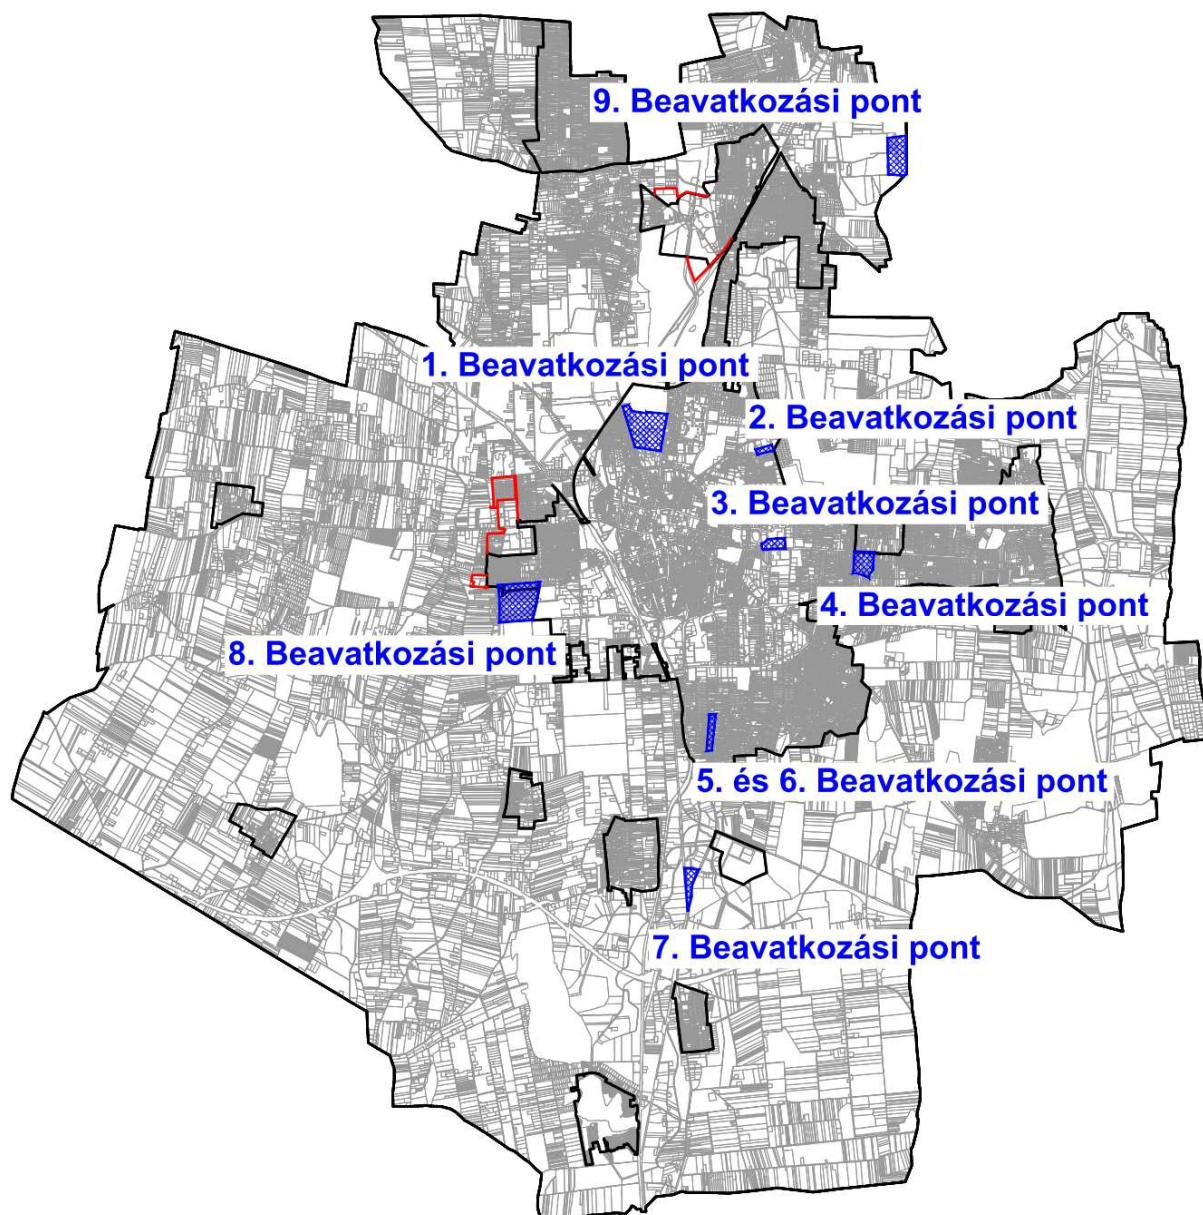 9. Beavatkozási pont
1. Beavatkozási pont
2. Beavatkozási pont
3. Beavatkozási pont
4. Beavatkozási pont
8. Beavatkozási pont
5. és 6. Beavatkozási pont
7. Beavatkozási pont